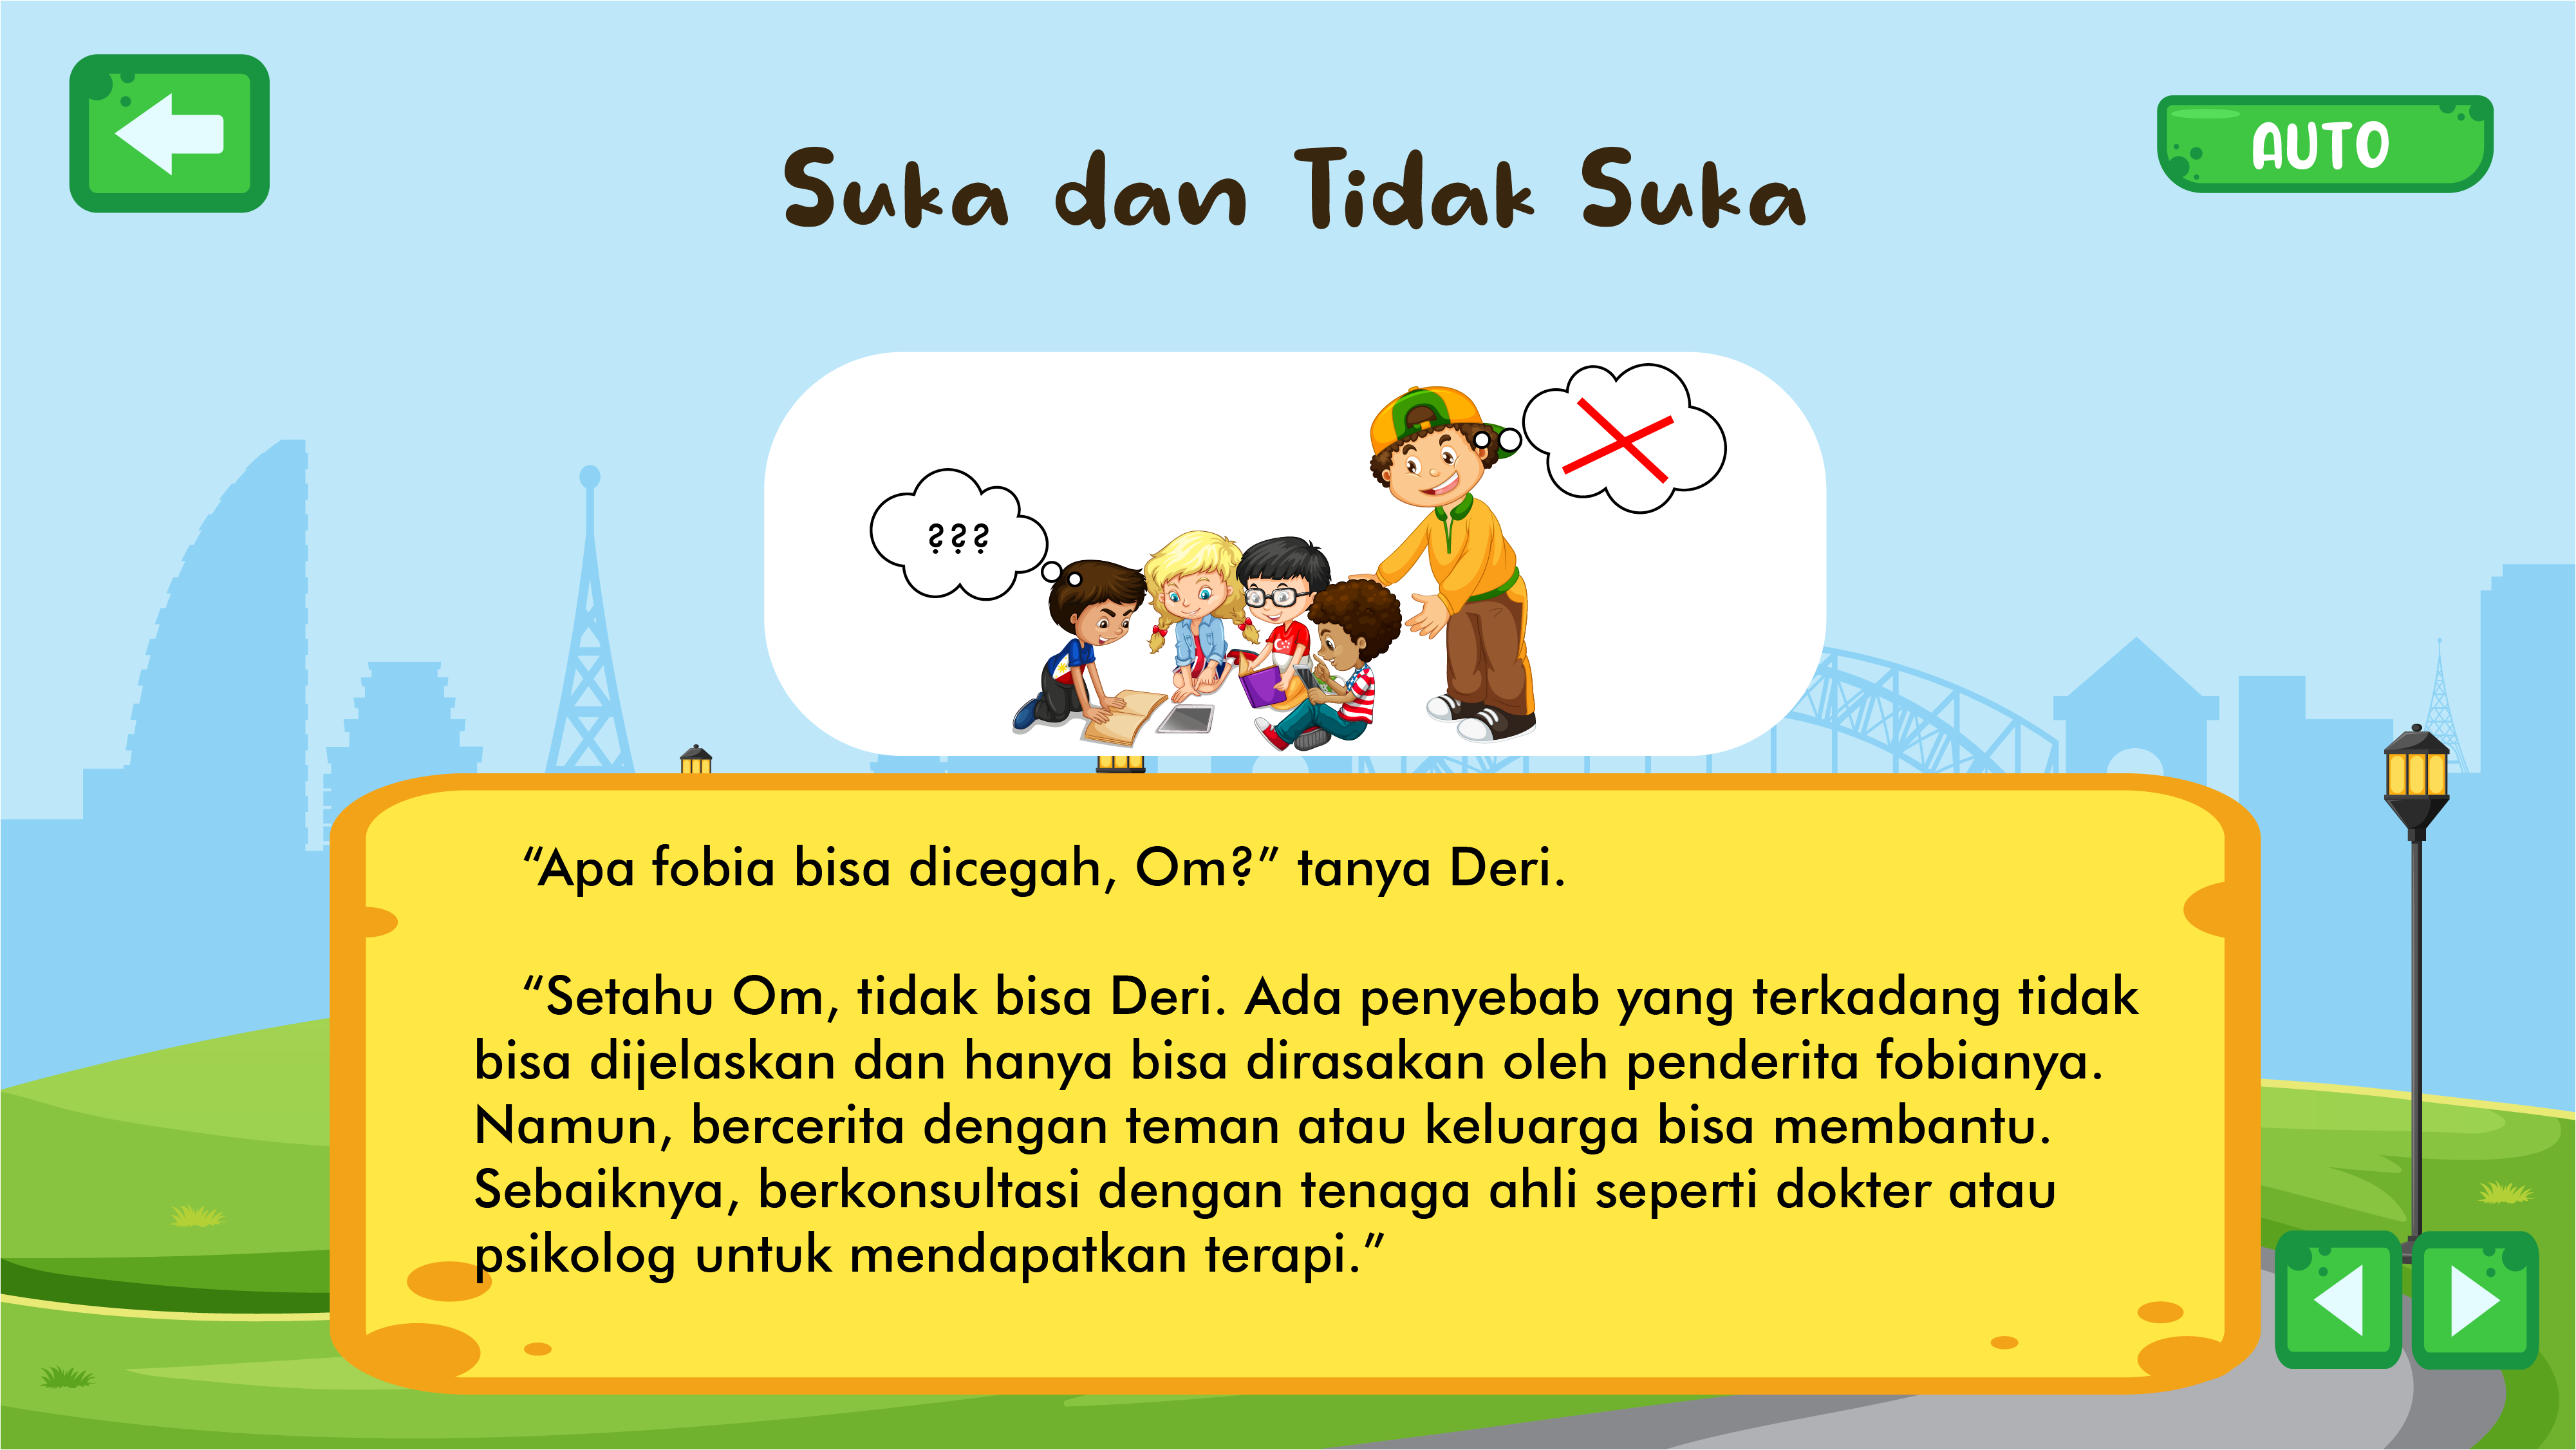 AUTO
Suka dan Tidak Suka
???
“Apa fobia bisa dicegah, Om?” tanya Deri.
“Setahu Om, tidak bisa Deri. Ada penyebab yang terkadang tidak
bisa dijelaskan dan hanya bisa dirasakan oleh penderita fobianya.
Namun, bercerita dengan teman atau keluarga bisa membantu.
Sebaiknya, berkonsultasi dengan tenaga ahli seperti dokter atau
psikolog untuk mendapatkan terapi.”